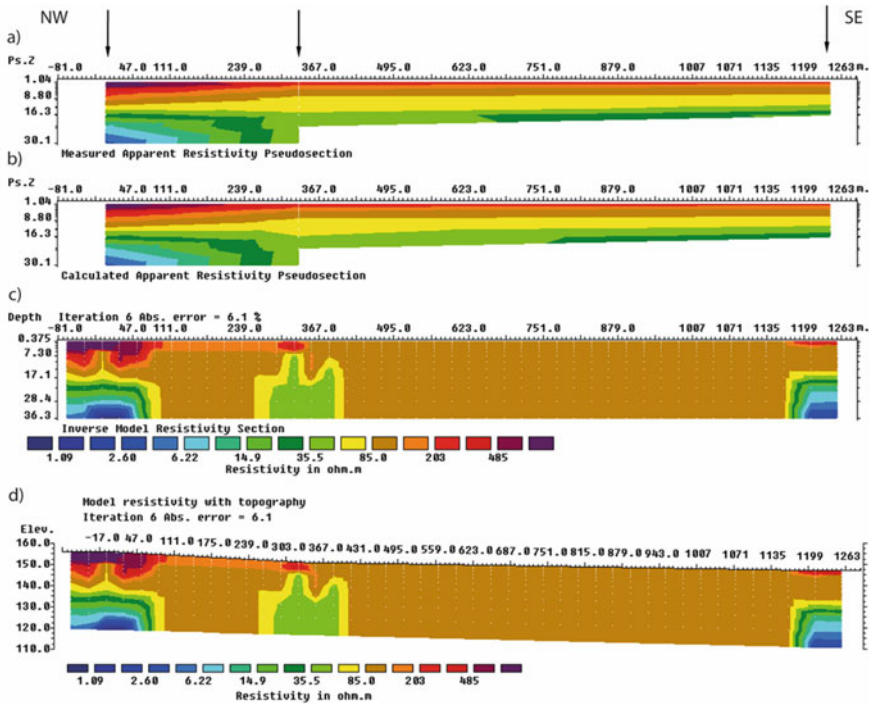 NW SE
a)
Ps.Z -81.0 47.0 111.0 239.0 367.0 495.0 623.0 751.0 879.0 1007 1071 1135 1199 1263 m.
1.04
8.80
16.3
30.1
Measured Apparent Resistivity Pseudosection
b)
Ps.Z -81.0 47.0 111.0 239.0 367.0 495.0 623.0 751.0 879.0 1007 1071 1135 1199 1263 m.
1.04
8.80
16.3
30.1
Calculated Apparent Resistivity Pseudosection
c)
Depth Iteration 6 Abs. error = 6.1 %
-81.0 47.0 111.0 239.0 367.0 495.0 623.0 751.0 879.0 1007 1071 1135 1199 1263 m.
0.375
7.30
17.1
28.4
36.3
Inverse Model Resistivity Section
1.09 2.60 6.22 14.9 35.5 85.0 203 485
Resistivity in ohm.m
d)
Model resistivity with topography
Iteration 6 Abs. error = 6.1
Elev.
160.0
-17.0 47.0 111.0 175.0 239.0 303.0 367.0 431.0 495.0 559.0 623.0 687.0 751.0 815.0 879.0 943.0 1007 1071 1135 1199 1263
150.0
140.0
130.0
120.0
110.0
1.09 2.60 6.22 14.9 35.5 85.0 203 485
Resistivity in ohm.m